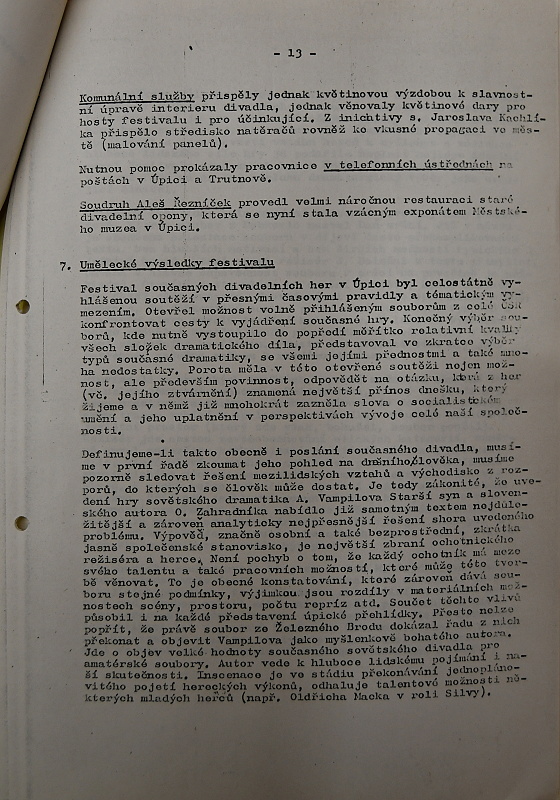 - 13 -
Komunální služby přispěly jednak květinovou výzdobou k slavnost-
ní úpravě interieru divadla, jednak věnovaly květinové dary pro
hosty festivalu i pro účinkující. Z inichtivy s. Jaroslava Kachlí-
ka přispělo středisko natěračů rovněž ko vkusné propagaci ve měs-
tě (malování panelů).
Nutnou pomoc prokázaly pracovnice v telefonních ústřednách na
poštách v Úpici a Trutnově.
Soudruh Aleš Řezníček provedl velmi náročnou restauraci staré
divadelní opony, která se nyní stala vzácným exponátem Městské-
ho muzea v Úpici.
7. Umělecké výsledky festivalu
Festival současných divadelních her v Úpici byl celostátně vy-
hlášenou soutěží v přesnými časovými pravidly a tématickým vy-
mezením. Otevřel možnost volně přihlášeným souborům z celé ČSR
konfrontovat cesty k vyjádření současné hry. Konečný výběr sou-
borů, kde nutně vystoupilo do popředí měřítko relativní kvality
všech složek dramatického díla, představoval ve zkratce výběr
typů současné dramatiky, se všemi jejími přednostmi a také mno-
ha nedostatky. Porota měla v této otevřené soutěži nejen mož-
nost, ale především povinnost, odpovědět na otázku, která z her
(vč. jejího ztvárnění) znamená největší přínos dnešku, který
žijeme a v němž již mnohokrát zazněla slova o socialistickém
umění a jeho uplatnění v perspektivách vývoje celé naší společ-
nosti.
Definujeme-li takto obecně i poslání současného divadla, musí-
me v první řadě zkoumat jeho pohled na dnešního člověka, musíme
pozorně sledovat řešení mezilidských vztahů a východisko z roz-
porů, do kterých se člověk může dostat. Je tedy zákonité, že uve-
dení hry sovětského dramatika A. Vampilova Starší syn a sloven-
ského autora O. Zahradníka nabídlo již samotným textem nejdůle-
žitější a zároveň analyticky nejpřesnější řešení shora uvedeného
problému. Výpověď, značně osobní a také bezprostřední, zkrátka
jasně společenské stanovisko, je největší zbraní ochotnického
režiséra a herce. Není pochyb o tom, že každý ochotník má meze
svého talentu a také pracovních možností, které může této tvor-
bě věnovat. To je obecné konstatování, které zároveň dává sou-
boru stejné podmínky, výjimkou jsou rozdíly v materiálních mož-
nostech scény, prostoru, počtu repríz atd. Součet těchto vlivů
působil i na každé představení úpické přehlídky. Přesto nelze
popřít, že právě soubor ze Železného Brodu dokázal řadu z nich
překonat a objevit Vampilova jako myšlenkově bohatého autora.
Jde o objev velké hodnoty současného sovětského divadla pro
amatérské soubory. Autor vede k hluboce lidskému pojímání i na-
ší skutečnosti. Inscenace je ve stádiu překonávání jednopláno-
vitého pojetí hereckých výkonů, odhaluje talentové možnosti ně-
kterých mladých herců (např. Oldřicha Macka v roli Silvy).